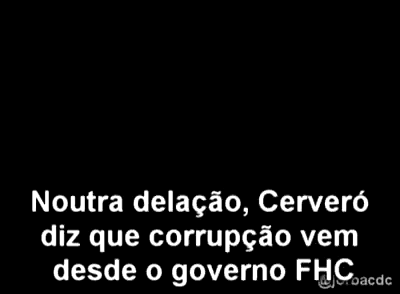 Noutra delação, Cerveró
diz que corrupção vem
desde o governo FHC